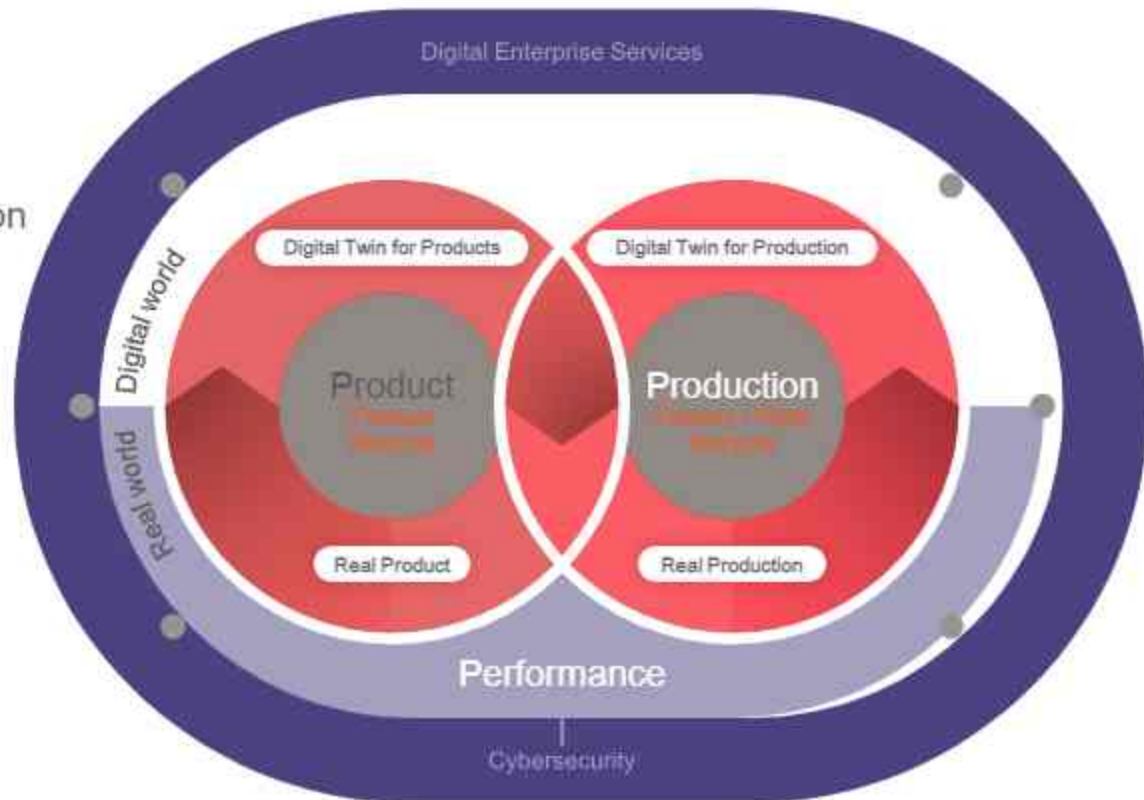 Digital Enterprise Services
on
Digital world
Digital Twin for Products
Digital Twin for Production
Product
Production
Real world
Real Product
Real Production
Performance
Cybersecurity